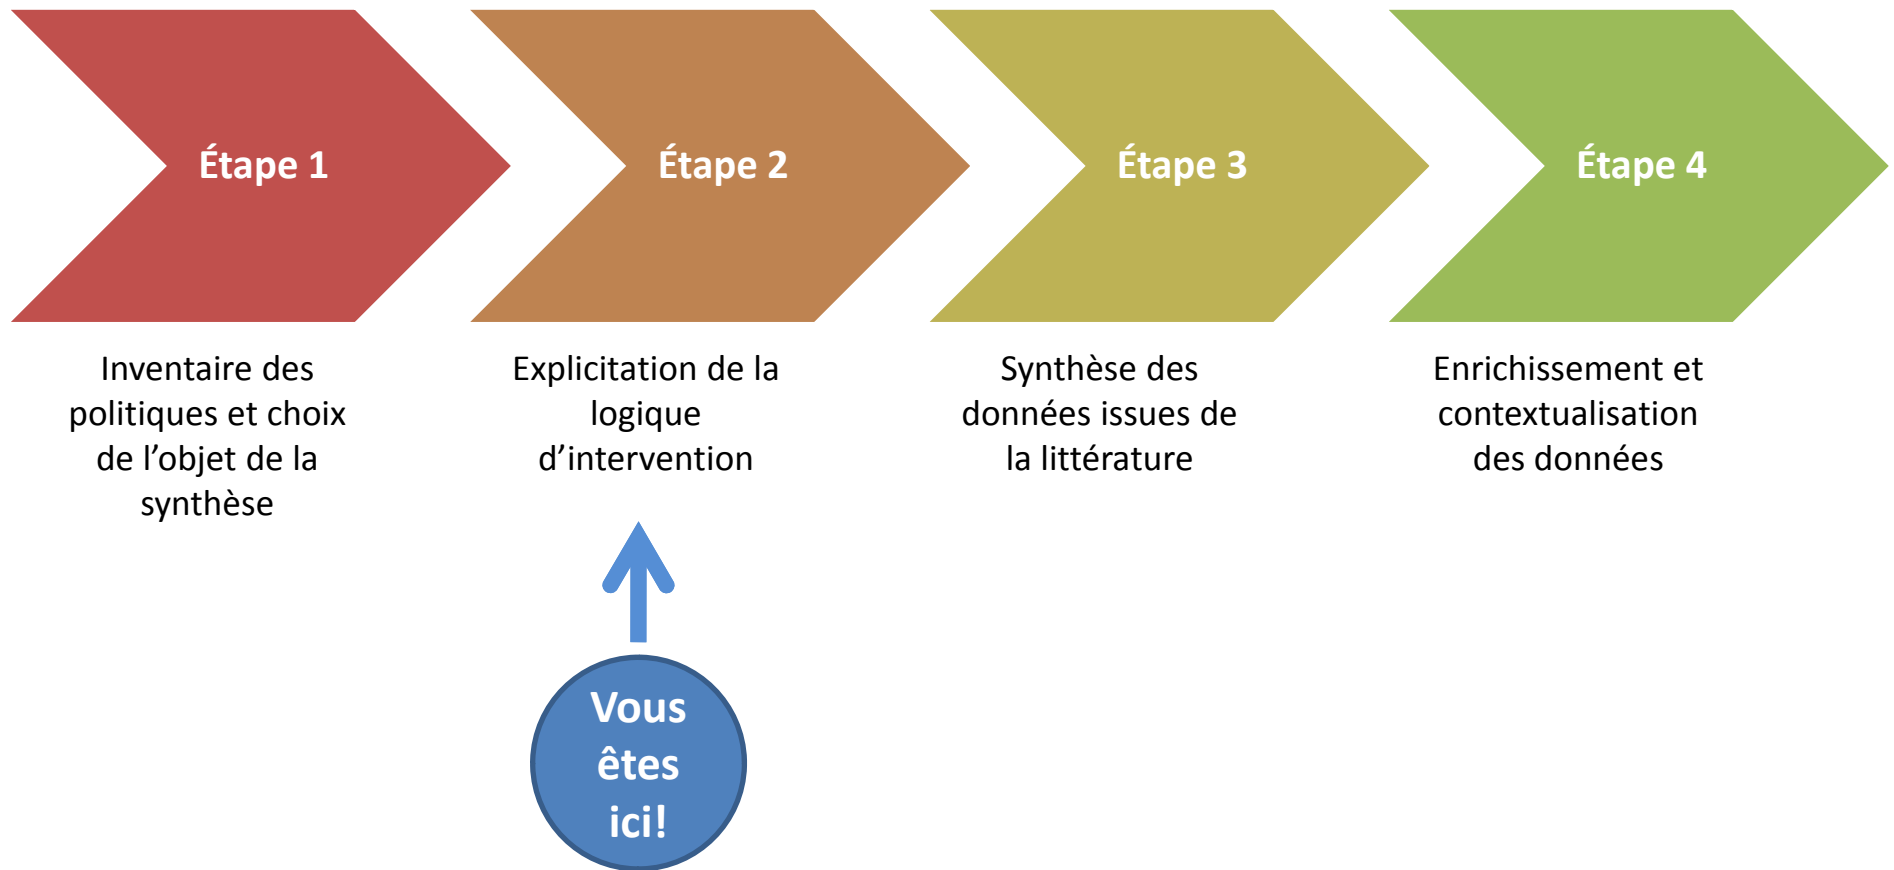 Étape 1
Étape 2
Étape 3
Étape 4
Inventaire des
politiques et choix
de l’objet de la
synthèse
Explicitation de la
logique
d’intervention
Synthèse des
données issues de
la littérature
Enrichissement et
contextualisation
des données
Vous
êtes
ici!